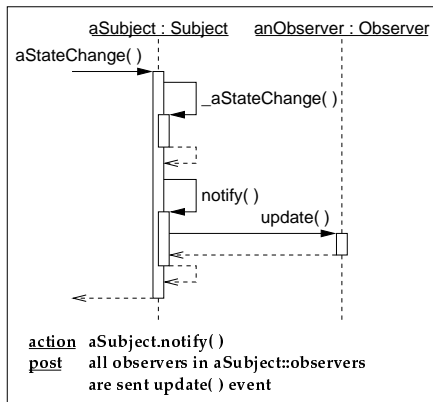 aSubject : Subject anObserver : Observer
aStateChange( )
_aStateChange( )
notify( )
update( )
action aSubject.notify( )
post all observers in aSubject::observers
are sent update( ) event